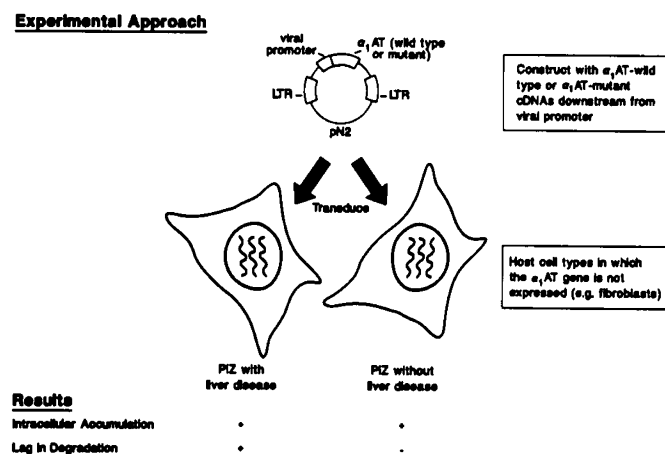 Experimental Approach
viral
promoter
α₁AT (wild type
or mutant)
LTR
LTR
pN2
Construct with α₁AT-wild
type or α₁AT-mutant
cDNAs downstream from
viral promoter
Transduce
Host cell types in which
the α₁AT gene is not
expressed (e.g. fibroblasts)
PIZ with
liver disease
PIZ without
liver disease
Results
Intracellular Accumulation + +
Lag in Degradation + -